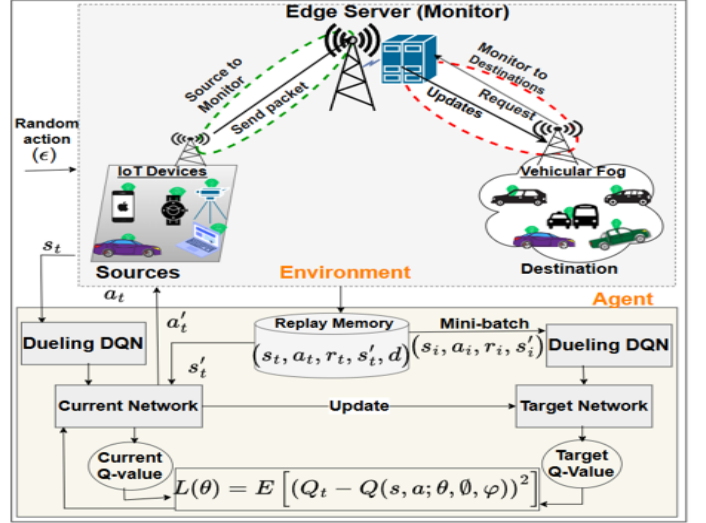 Edge Server (Monitor)
Source to
Monitor
Send packet
Monitor to
Destinations
Request
Updates
Random
action
(ϵ)
IoT Devices
Vehicular Fog
Sources
Environment
Destination
s_t
a_t
Agent
a'_t
s'_t
Replay Memory
(s_t, a_t, r_t, s'_t, d)
Mini-batch
(s_i, a_i, r_i, s'_i)
Dueling DQN
Dueling DQN
Current Network
Update
Target Network
Current
Q-value
Target
Q-Value
L(θ) = E [(Q_t − Q(s, a; θ, ∅, φ))^2]